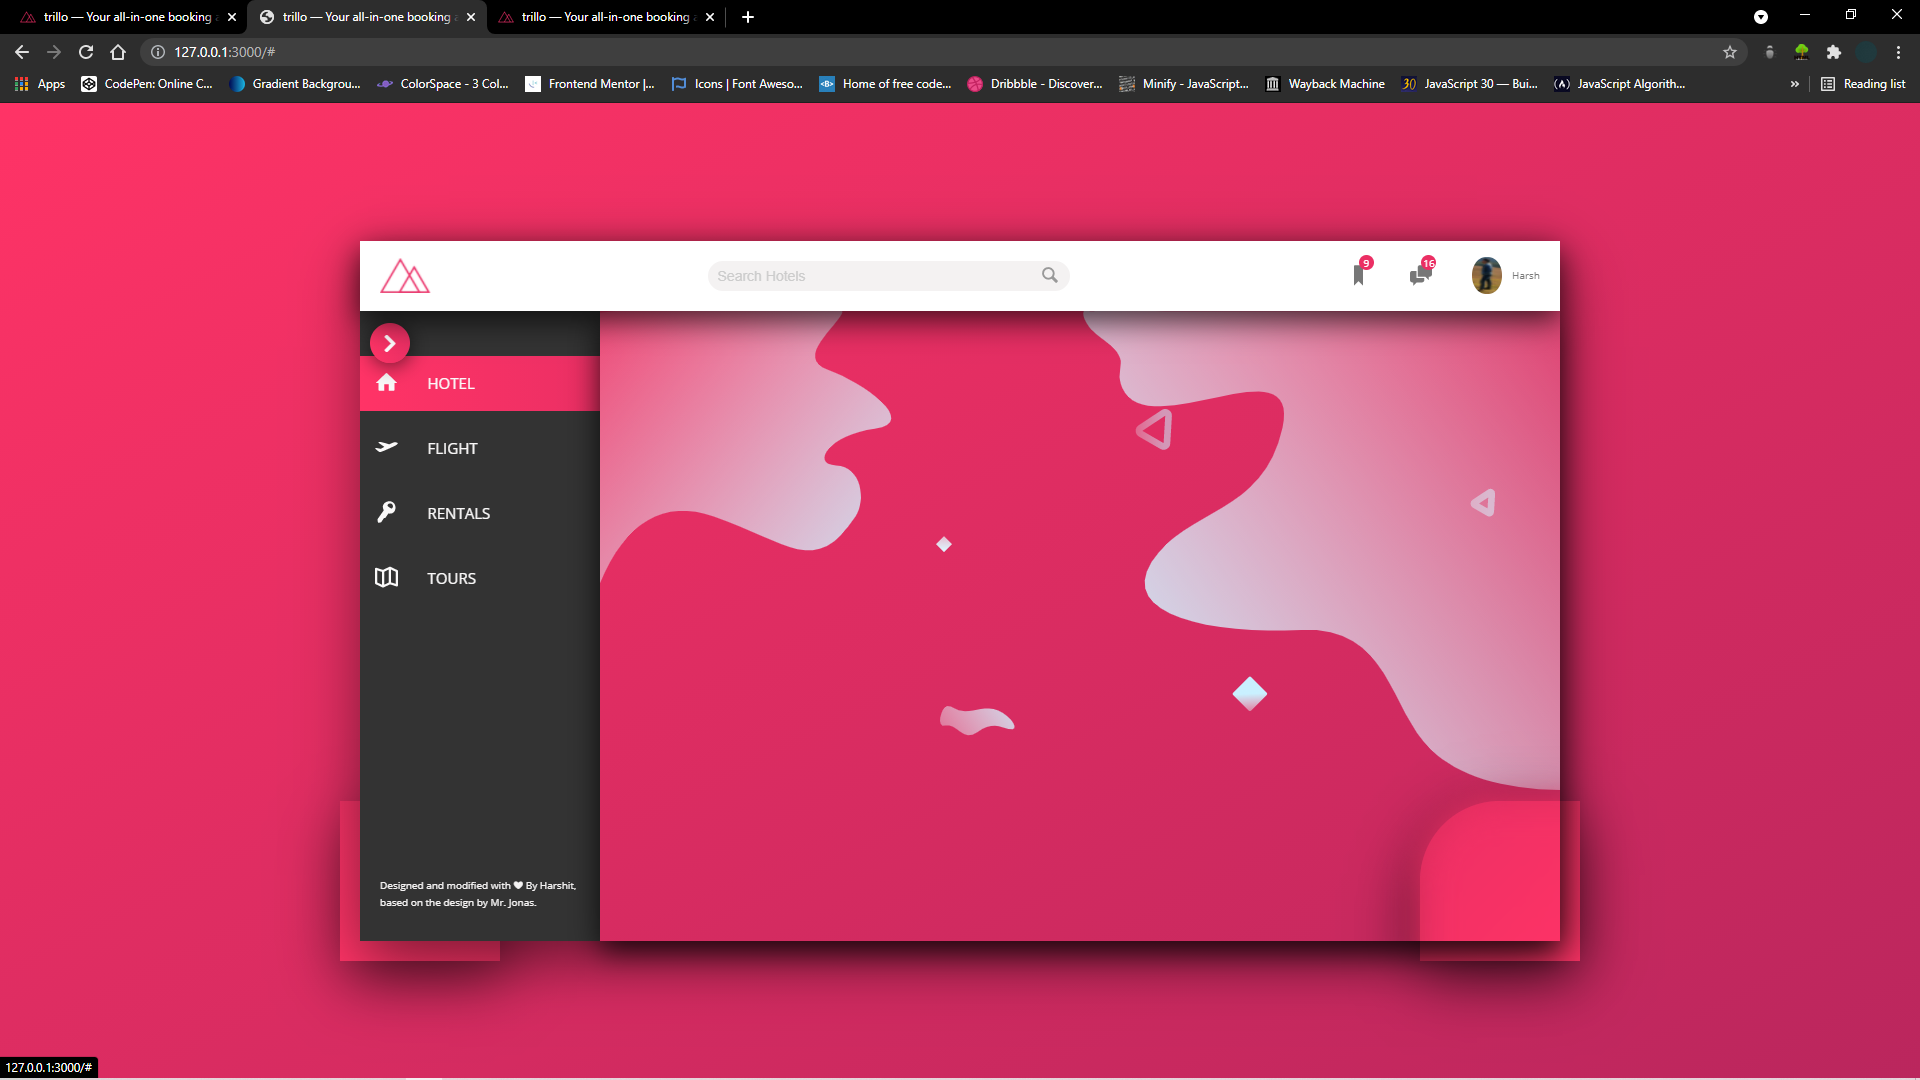 trillo — Your all-in-one booking
trillo — Your all-in-one booking
trillo — Your all-in-one booking
127.0.0.1:3000/#
Apps
CodePen: Online C...
Gradient Backgrou...
ColorSpace - 3 Col...
Frontend Mentor |...
Icons | Font Aweso...
Home of free code...
Dribbble - Discover...
Minify - JavaScript...
Wayback Machine
30 JavaScript 30 — Bui...
(A) JavaScript Algorith...
»
Reading list
Search Hotels
9
16
Harsh
HOTEL
FLIGHT
RENTALS
TOURS
Designed and modified with ♥ By Harshit,
based on the design by Mr. Jonas.
127.0.0.1:3000/#